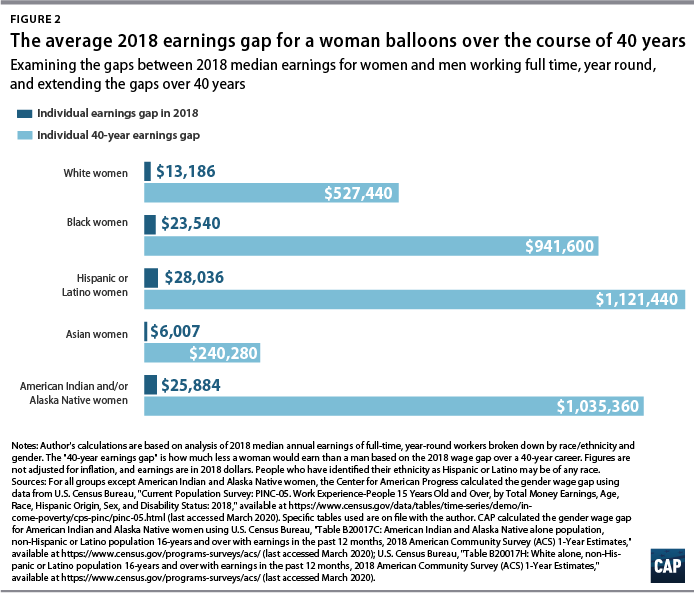 FIGURE 2
The average 2018 earnings gap for a woman balloons over the course of 40 years
Examining the gaps between 2018 median earnings for women and men working full time, year round,
and extending the gaps over 40 years
Individual earnings gap in 2018
Individual 40-year earnings gap
White women
$13,186
$527,440
Black women
$23,540
$941,600
Hispanic or
Latino women
$28,036
$1,121,440
Asian women
$6,007
$240,280
American Indian and/or
Alaska Native women
$25,884
$1,035,360
Notes: Author's calculations are based on analysis of 2018 median annual earnings of full-time, year-round workers broken down by race/ethnicity and
gender. The "40-year earnings gap" is how much less a woman would earn than a man based on the 2018 wage gap over a 40-year career. Figures are
not adjusted for inflation, and earnings are in 2018 dollars. People who have identified their ethnicity as Hispanic or Latino may be of any race.
Sources: For all groups except American Indian and Alaska Native women, the Center for American Progress calculated the gender wage gap using
data from U.S. Census Bureau, "Current Population Survey: PINC-05. Work Experience-People 15 Years Old and Over, by Total Money Earnings, Age,
Race, Hispanic Origin, Sex, and Disability Status: 2018," available at https://www.census.gov/data/tables/time-series/demo/in-
come-poverty/cps-pinc/pinc-05.html (last accessed March 2020). Specific tables used are on file with the author. CAP calculated the gender wage gap
for American Indian and Alaska Native women using U.S. Census Bureau, "Table B20017C: American Indian and Alaska Native alone population,
non-Hispanic or Latino population 16-years and over with earnings in the past 12 months, 2018 American Community Survey (ACS) 1-Year Estimates,"
available at https://www.census.gov/programs-surveys/acs/ (last accessed March 2020); U.S. Census Bureau, "Table B20017H: White alone, non-His-
panic or Latino population 16-years and over with earnings in the past 12 months, 2018 American Community Survey (ACS) 1-Year Estimates,"
available at https://www.census.gov/programs-surveys/acs/ (last accessed March 2020).
CAP